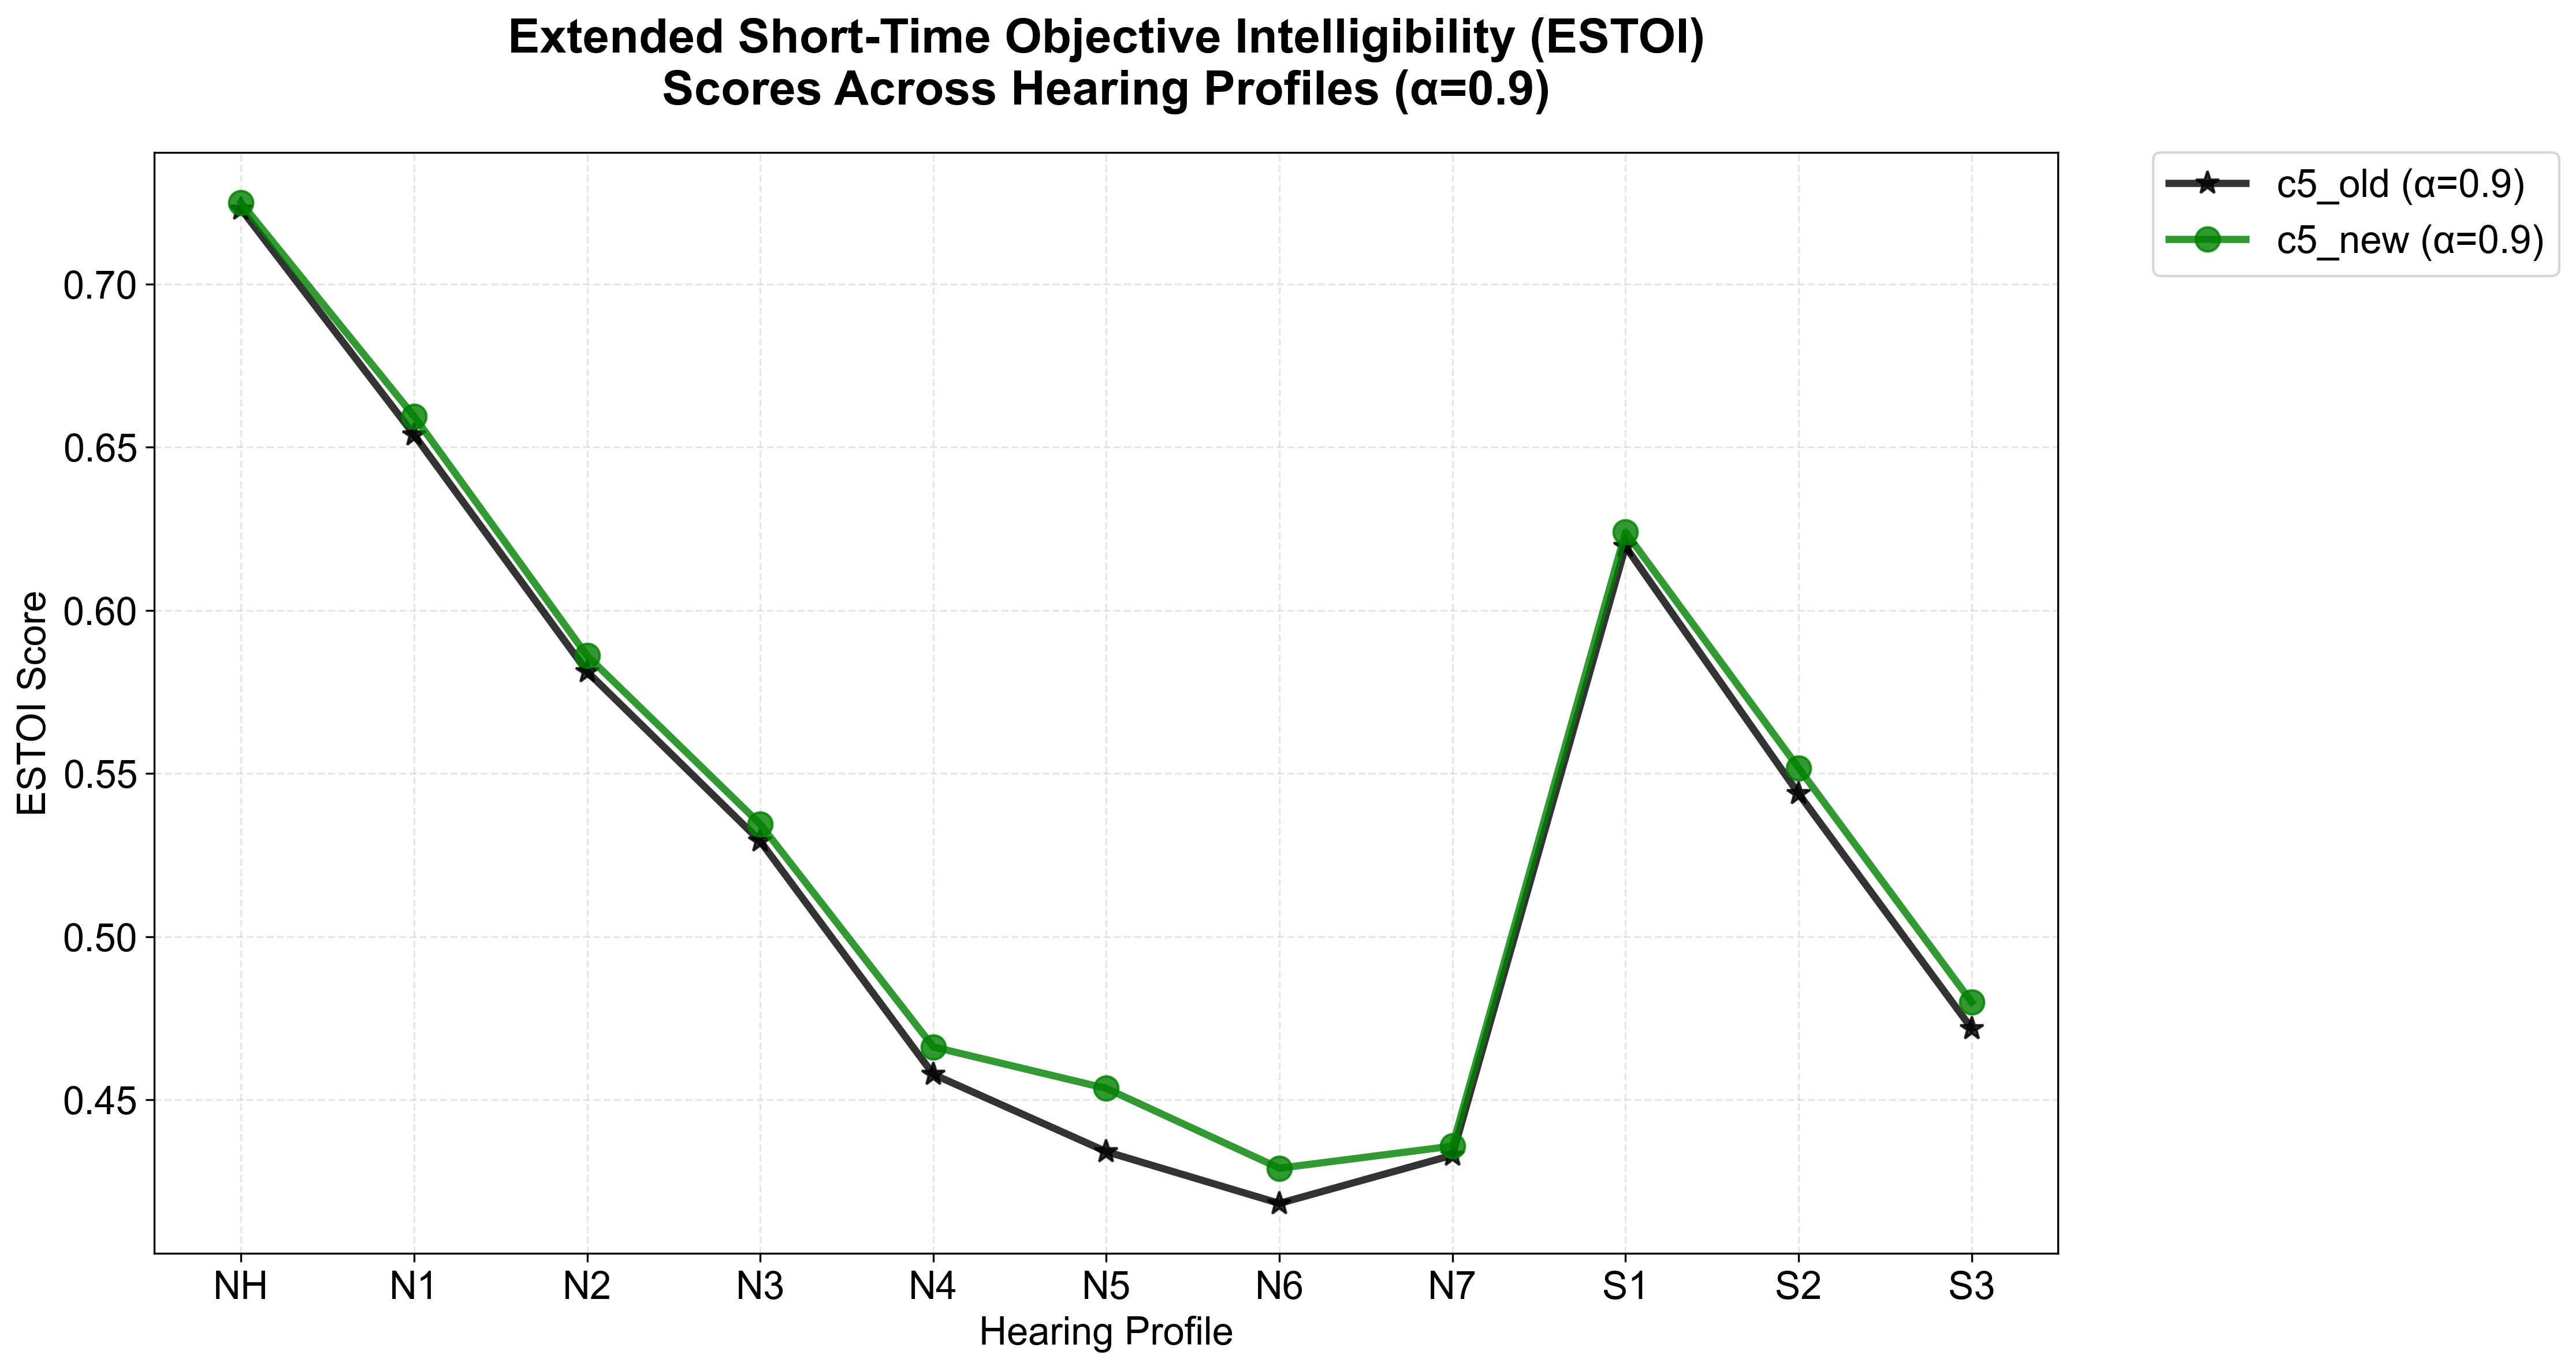 Extended Short-Time Objective Intelligibility (ESTOI)
Scores Across Hearing Profiles (α=0.9)
c5_old (α=0.9)
c5_new (α=0.9)
ESTOI Score
0.70
0.65
0.60
0.55
0.50
0.45
NH N1 N2 N3 N4 N5 N6 N7 S1 S2 S3
Hearing Profile